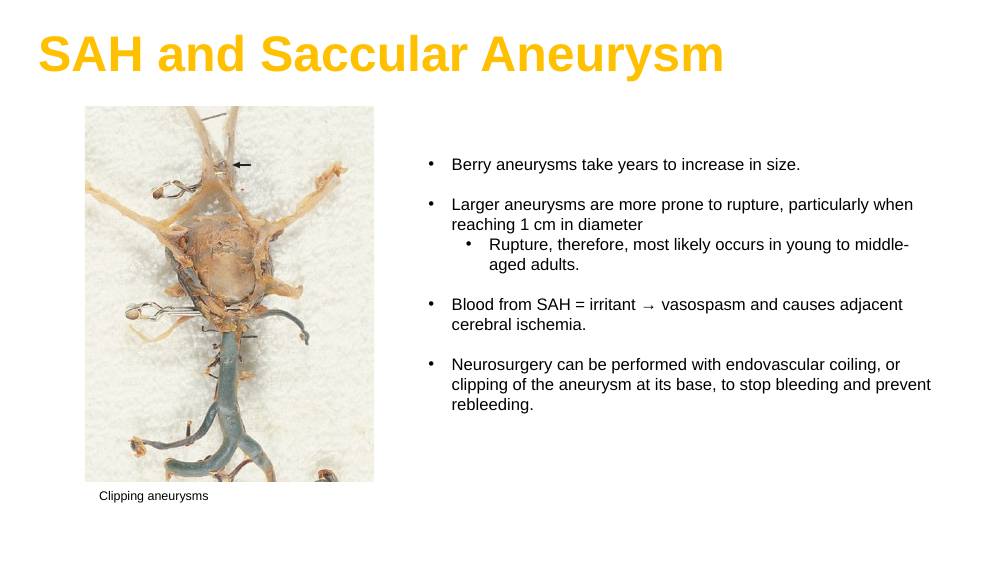 SAH and Saccular Aneurysm
• Berry aneurysms take years to increase in size.
• Larger aneurysms are more prone to rupture, particularly when
reaching 1 cm in diameter
• Rupture, therefore, most likely occurs in young to middle-
aged adults.
• Blood from SAH = irritant → vasospasm and causes adjacent
cerebral ischemia.
• Neurosurgery can be performed with endovascular coiling, or
clipping of the aneurysm at its base, to stop bleeding and prevent
rebleeding.
Clipping aneurysms